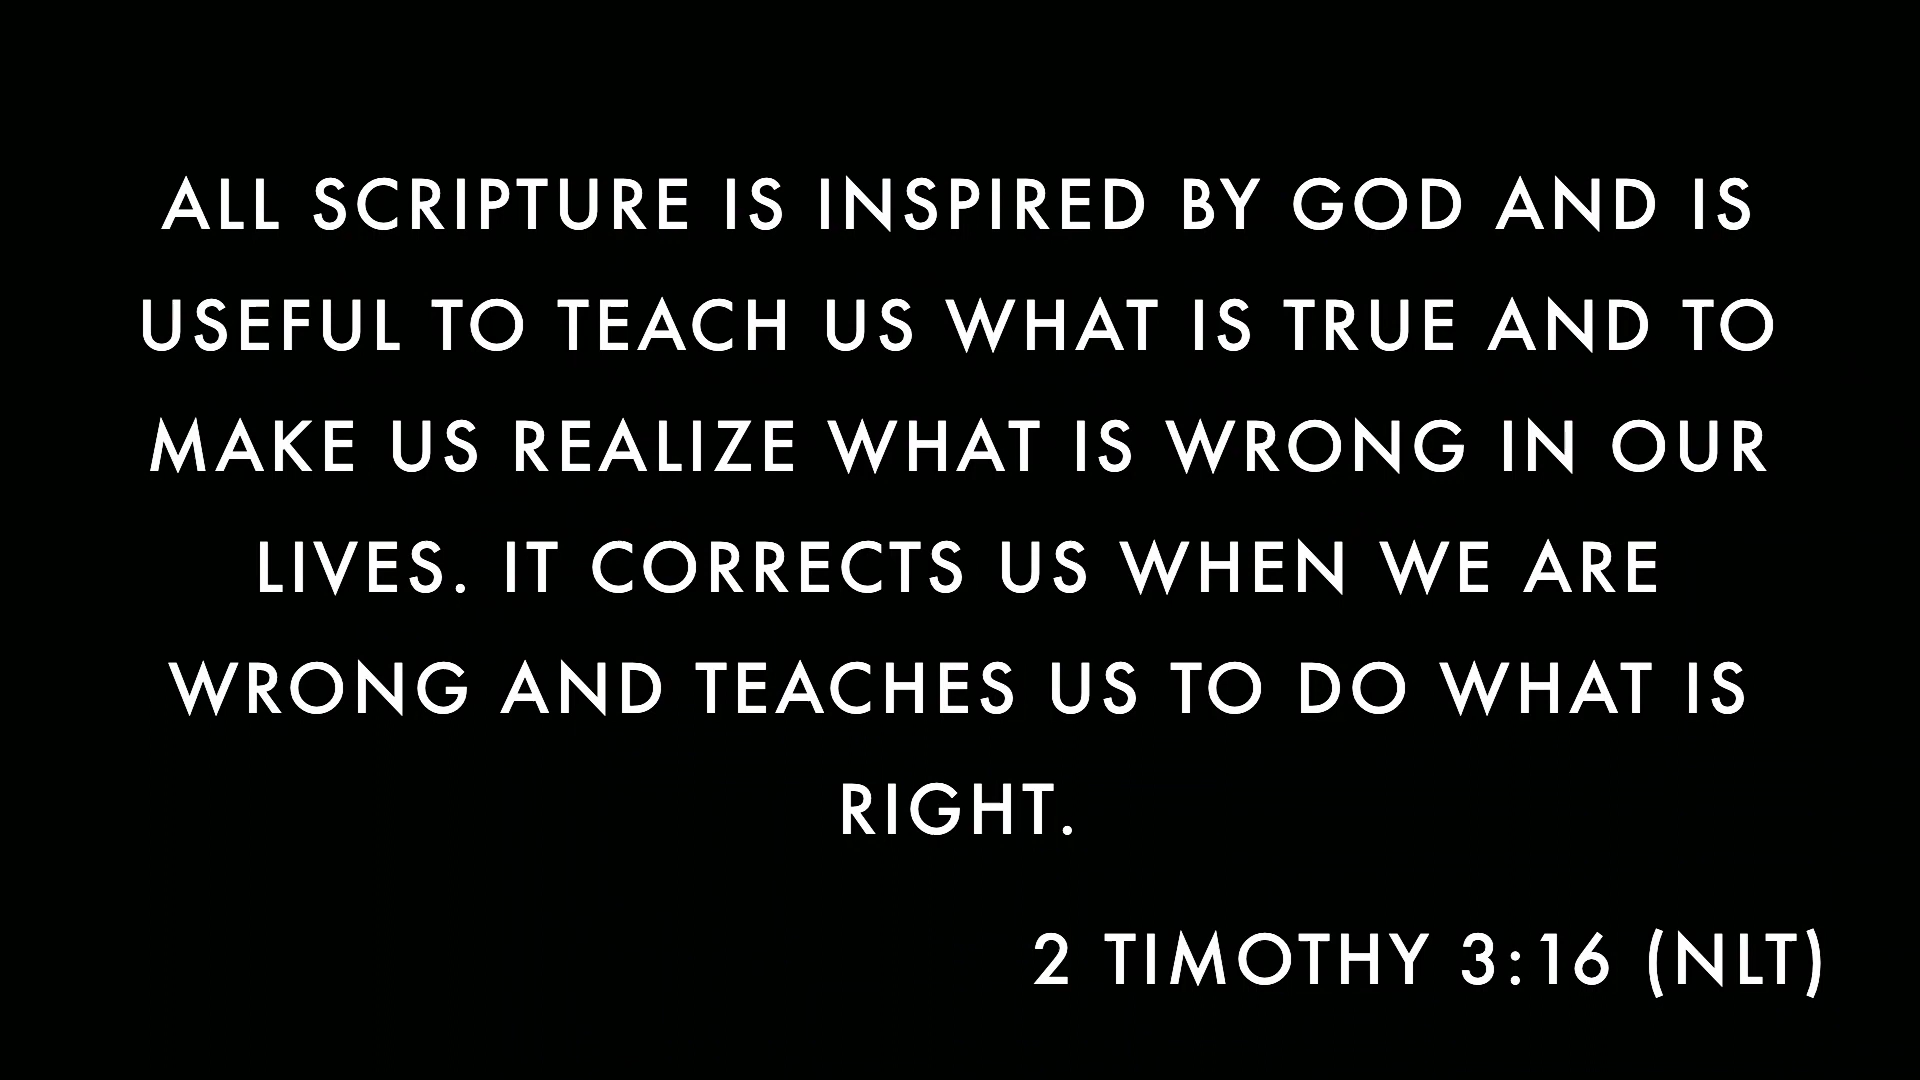 ALL SCRIPTURE IS INSPIRED BY GOD AND IS
USEFUL TO TEACH US WHAT IS TRUE AND TO
MAKE US REALIZE WHAT IS WRONG IN OUR
LIVES. IT CORRECTS US WHEN WE ARE
WRONG AND TEACHES US TO DO WHAT IS
RIGHT.
2 TIMOTHY 3:16 (NLT)